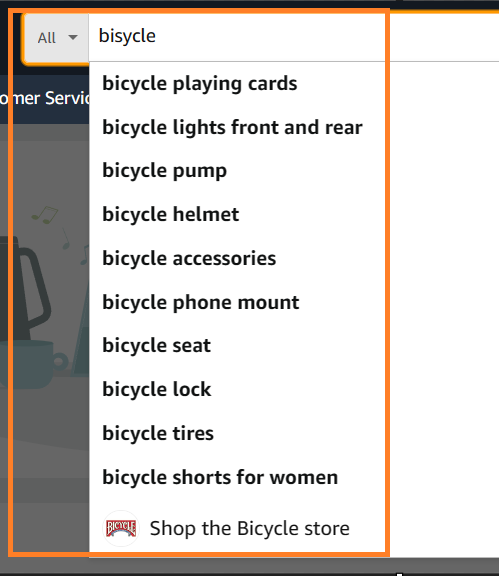 All bisycle
omer Servic
bicycle playing cards
bicycle lights front and rear
bicycle pump
bicycle helmet
bicycle accessories
bicycle phone mount
bicycle seat
bicycle lock
bicycle tires
bicycle shorts for women
BICYCLE Shop the Bicycle store